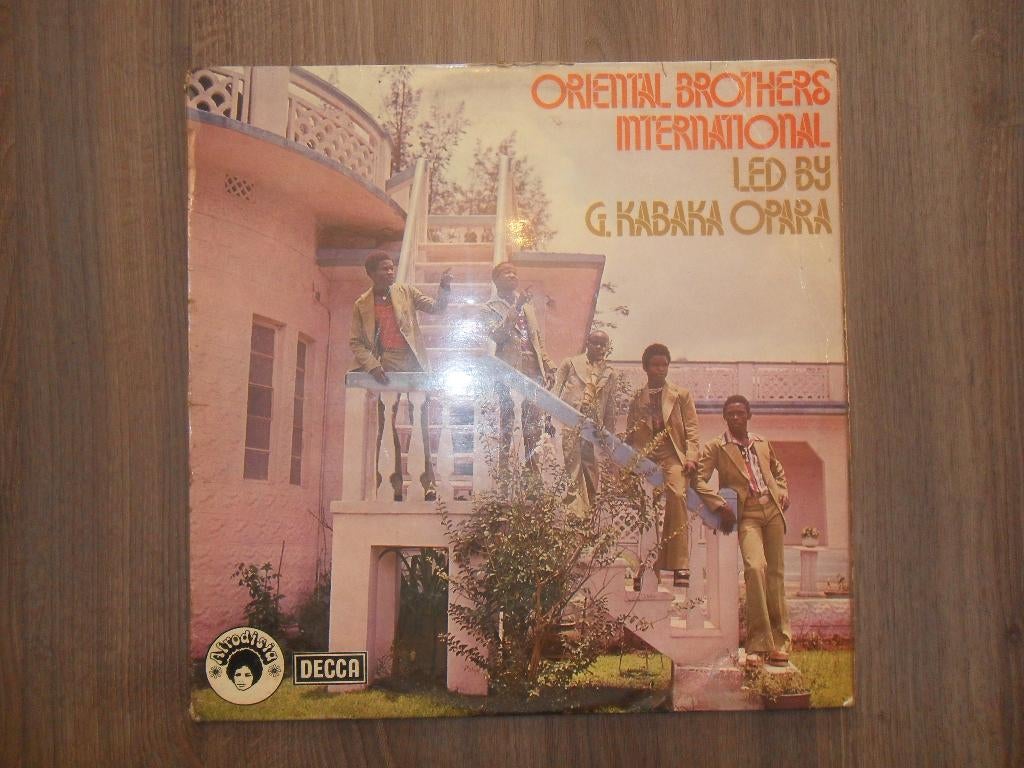 ORIENTAL BROTHERS
INTERNATIONAL
LED BY
G. KABAKA OPARA
Afrodisia
DECCA